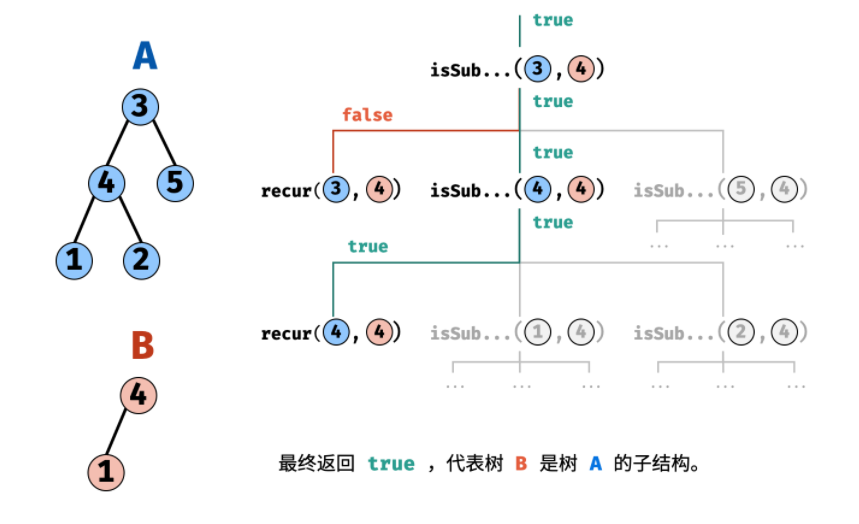 true
A
isSub...(3,4)
3
true
false
true
4
5
recur(3, 4)
isSub...(4,4)
isSub...(5,4)
true
true
...
...
...
1
2
recur(4, 4)
isSub...(1,4)
isSub...(2,4)
B
...
...
...
...
...
...
4
最终返回 true ，代表树 B 是树 A 的子结构。
1